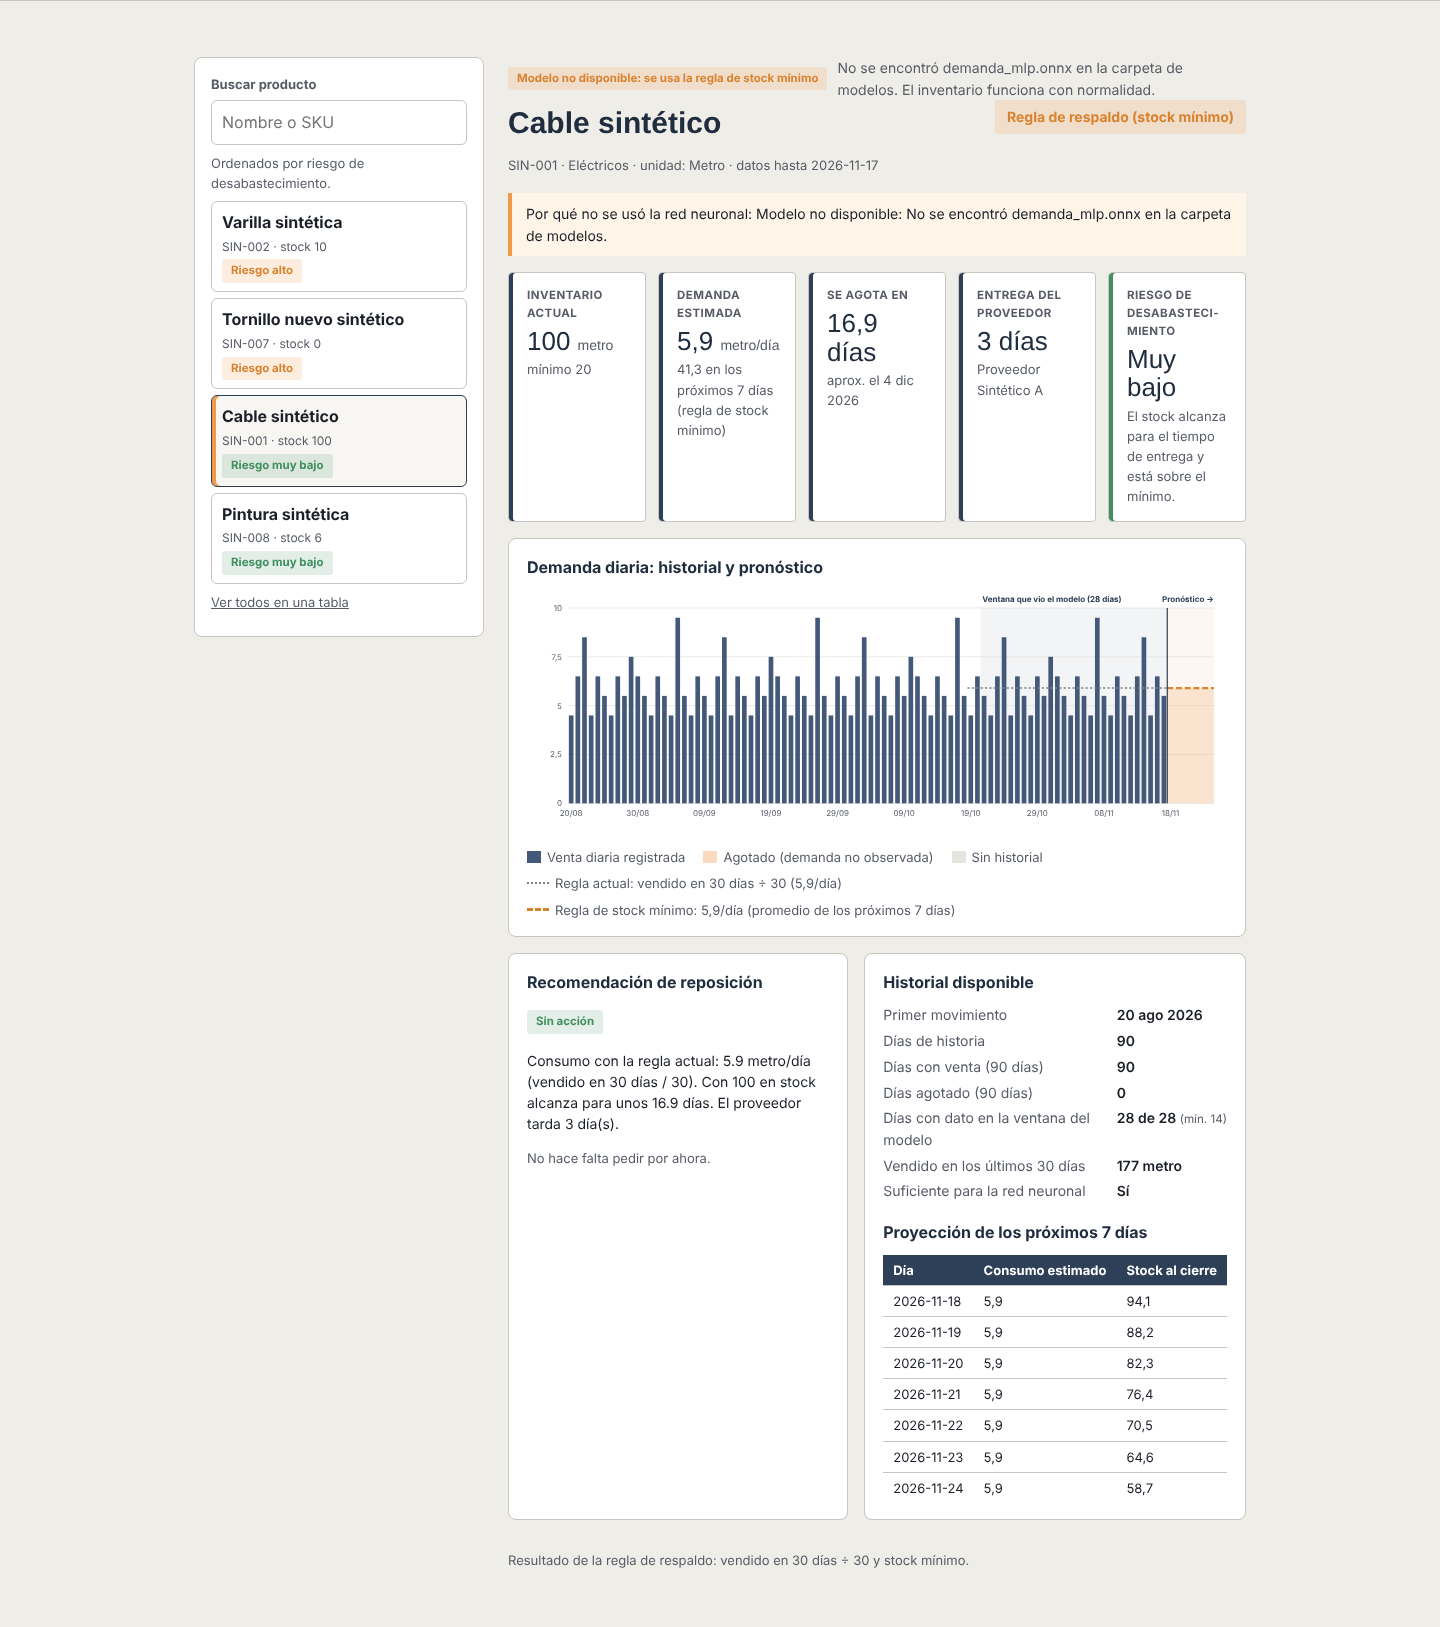 Buscar producto
Nombre o SKU
Ordenados por riesgo de
desabastecimiento.
Varilla sintética
SIN-002 · stock 10
Riesgo alto
Tornillo nuevo sintético
SIN-007 · stock 0
Riesgo alto
Cable sintético
SIN-001 · stock 100
Riesgo muy bajo
Pintura sintética
SIN-008 · stock 6
Riesgo muy bajo
Ver todos en una tabla
Modelo no disponible: se usa la regla de stock mínimo
No se encontró demanda_mlp.onnx en la carpeta de
modelos. El inventario funciona con normalidad.
Cable sintético
Regla de respaldo (stock mínimo)
SIN-001 · Eléctricos · unidad: Metro · datos hasta 2026-11-17
Por qué no se usó la red neuronal: Modelo no disponible: No se encontró demanda_mlp.onnx en la carpeta
de modelos.
INVENTARIO
ACTUAL
100 metro
mínimo 20
DEMANDA
ESTIMADA
5,9 metro/día
41,3 en los
próximos 7 días
(regla de stock
mínimo)
SE AGOTA EN
16,9
días
aprox. el 4 dic
2026
ENTREGA DEL
PROVEEDOR
3 días
Proveedor
Sintético A
RIESGO DE
DESABASTECI-
MIENTO
Muy
bajo
El stock alcanza
para el tiempo
de entrega y
está sobre el
mínimo.
Demanda diaria: historial y pronóstico
Ventana que vio el modelo (28 días)
Pronóstico →
10
7,5
5
2,5
0
20/08 30/08 09/09 19/09 29/09 09/10 19/10 29/10 08/11 18/11
Venta diaria registrada
Agotado (demanda no observada)
Sin historial
Regla actual: vendido en 30 días ÷ 30 (5,9/día)
Regla de stock mínimo: 5,9/día (promedio de los próximos 7 días)
Recomendación de reposición
Sin acción
Consumo con la regla actual: 5.9 metro/día
(vendido en 30 días / 30). Con 100 en stock
alcanza para unos 16.9 días. El proveedor
tarda 3 día(s).
No hace falta pedir por ahora.
Historial disponible
Primer movimiento 20 ago 2026
Días de historia 90
Días con venta (90 días) 90
Días agotado (90 días) 0
Días con dato en la ventana del
modelo
28 de 28 (mín. 14)
Vendido en los últimos 30 días 177 metro
Suficiente para la red neuronal Sí
Proyección de los próximos 7 días
Día Consumo estimado Stock al cierre
2026-11-18 5,9 94,1
2026-11-19 5,9 88,2
2026-11-20 5,9 82,3
2026-11-21 5,9 76,4
2026-11-22 5,9 70,5
2026-11-23 5,9 64,6
2026-11-24 5,9 58,7
Resultado de la regla de respaldo: vendido en 30 días ÷ 30 y stock mínimo.